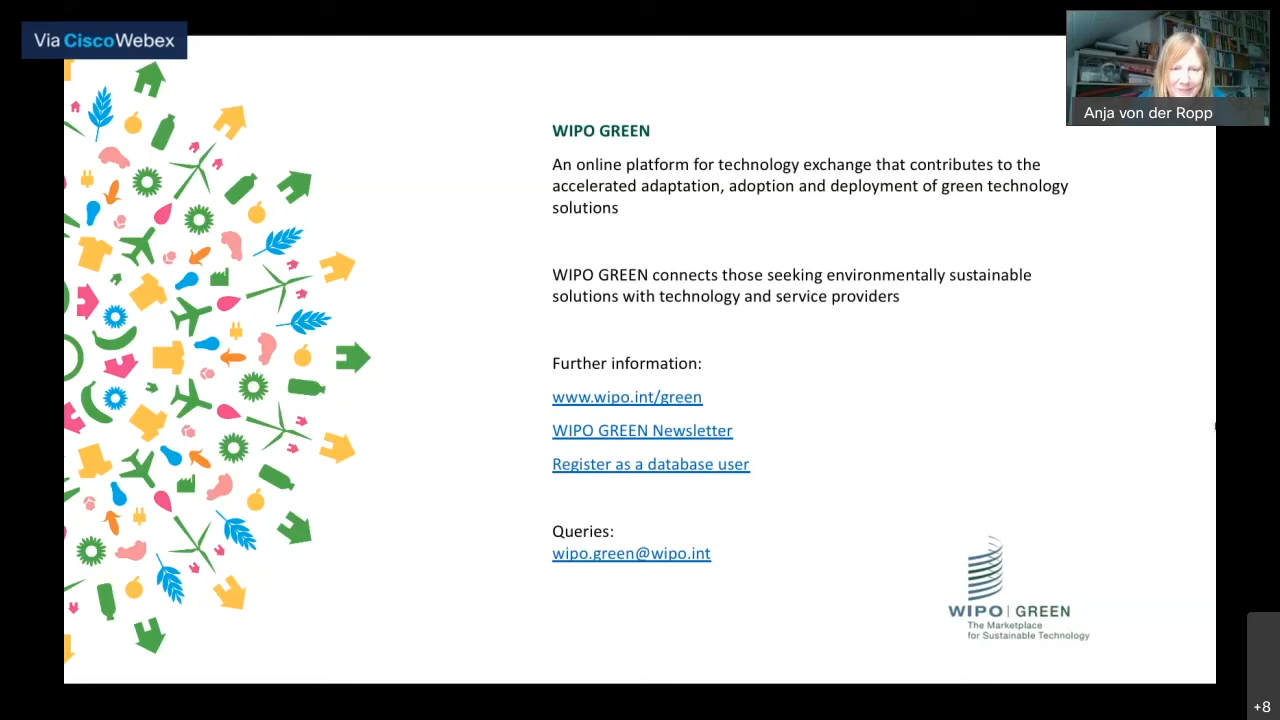 Via Cisco Webex
Anja von der Ropp
WIPO GREEN
An online platform for technology exchange that contributes to the
accelerated adaptation, adoption and deployment of green technology
solutions
WIPO GREEN connects those seeking environmentally sustainable
solutions with technology and service providers
Further information:
www.wipo.int/green
WIPO GREEN Newsletter
Register as a database user
Queries:
wipo.green@wipo.int
WIPO | GREEN
The Marketplace
for Sustainable Technology
+8